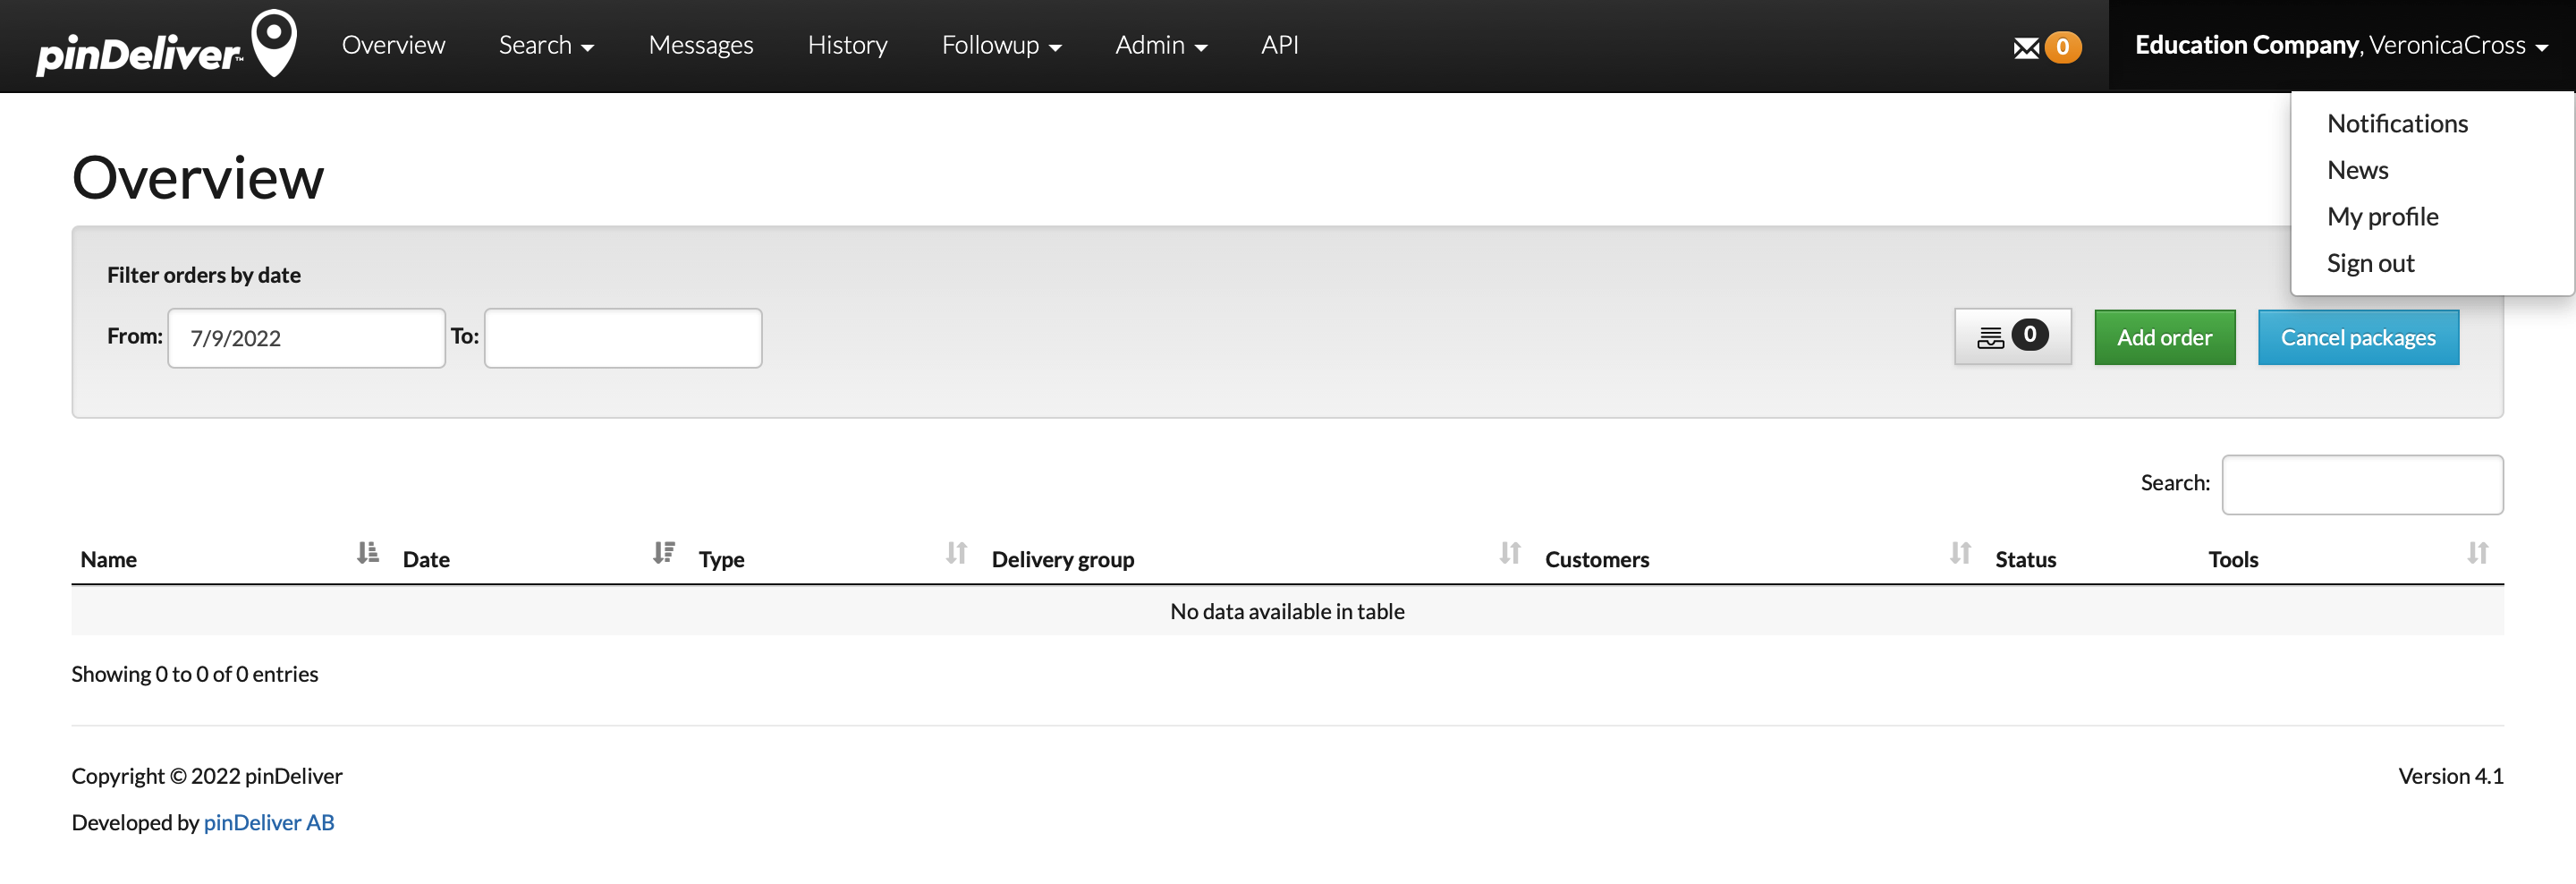 pinDeliver™ Overview Search Messages History Followup Admin API 0 Education Company, VeronicaCross
Notifications
News
My profile
Sign out
Overview
Filter orders by date
From: 7/9/2022 To: 0 Add order Cancel packages
Search:
Name Date Type Delivery group Customers Status Tools
No data available in table
Showing 0 to 0 of 0 entries
Copyright © 2022 pinDeliver Version 4.1
Developed by pinDeliver AB